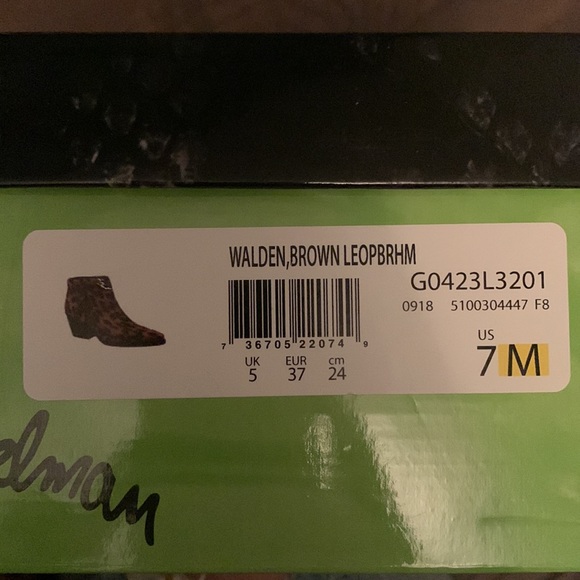 WALDEN,BROWN LEOPBRHM
G0423L3201
0918 5100304447 F8
7 36705 22074 9
UK EUR cm
5 37 24
US
7 M
delman